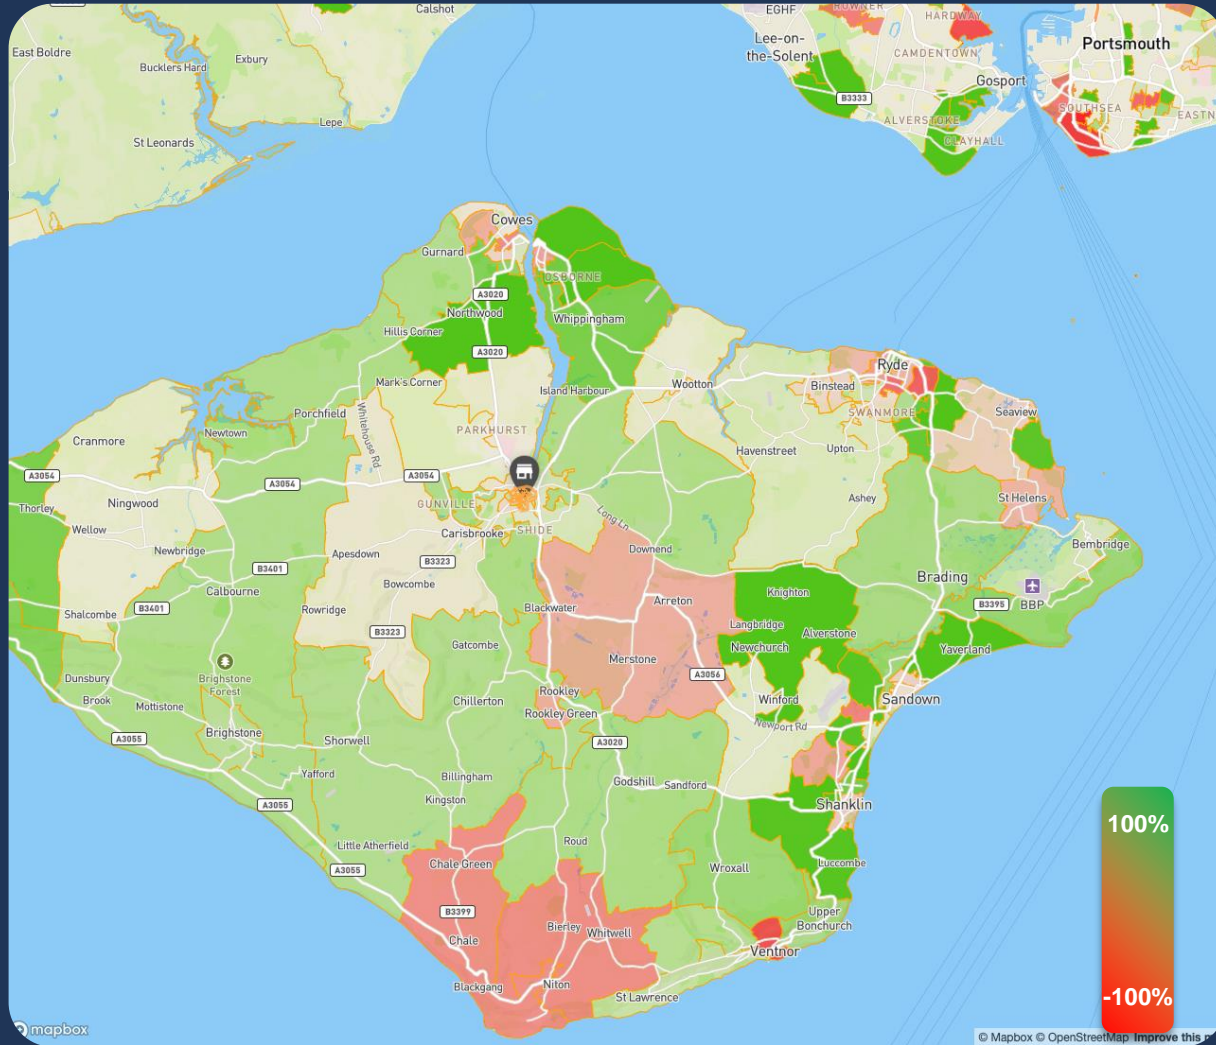 Calshot
EGHF
ROWNER
HARDWAY
East Boldre
Exbury
Bucklers Hard
Lee-on-
the-Solent
CAMDENTOWN
Portsmouth
Gosport
B3333
SOUTHSEA
ALVERSTOKE
EASTN
Lepe
St Leonards
CLAYHALL
Cowes
Gurnard
OSBORNE
A3020
Northwood
Whippingham
Hillis Corner
A3020
Ryde
Mark's Corner
Island Harbour
Wootton
Binstead
Whitehouse Rd
Porchfield
SWANMORE
Seaview
Newtown
PARKHURST
Cranmore
Havenstreet
Upton
A3054
A3054
A3054
Ningwood
GUNVILLE
Ashey
St Helens
Thorley
Long Ln
Wellow
Carisbrooke
SHIDE
Newbridge
Apesdown
Downend
Bembridge
B3323
B3401
Brading
Calbourne
Bowcombe
Knighton
BBP
Shalcombe
B3401
Rowridge
Blackwater
Arreton
B3395
B3323
Langbridge
Alverstone
Gatcombe
Newchurch
Yaverland
Merstone
Brighstone
Forest
A3056
Dunsbury
Brook
Mottistone
Chillerton
Rookley
Winford
Sandown
Rookley Green
Newport Rd
A3055
Brighstone
Shorwell
A3020
Yafford
Billingham
Godshill
Sandford
A3055
Kingston
Shanklin
100%
Little Atherfield
Roud
A3055
Chale Green
Wroxall
Luccombe
B3399
Upper
Bonchurch
Bierley
Whitwell
Chale
Ventnor
Blackgang
Niton
St Lawrence
-100%
mapbox
© Mapbox © OpenStreetMap Improve this